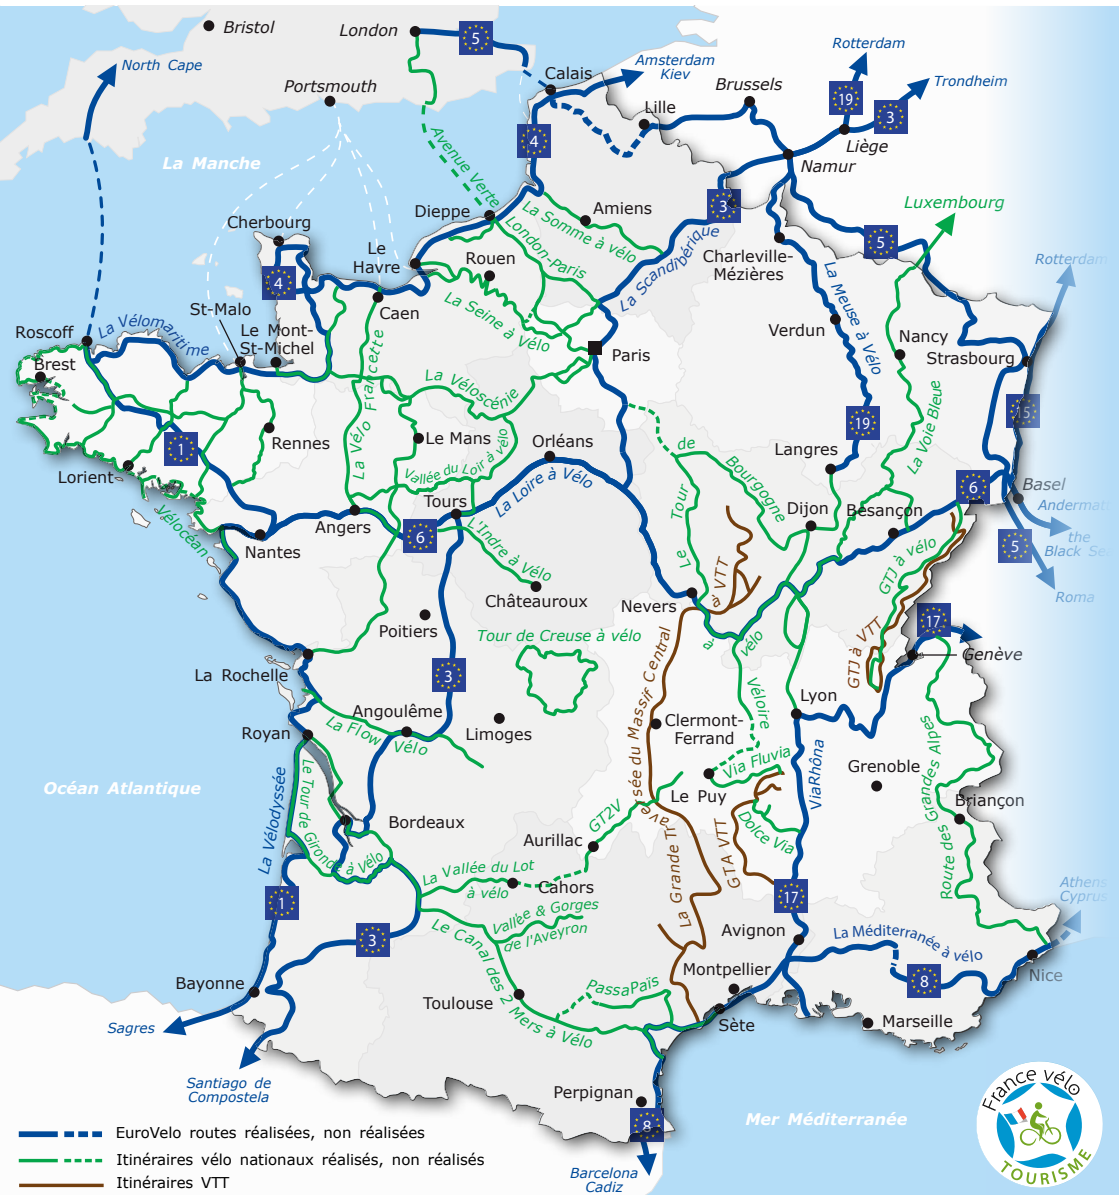 Bristol
London
5
North Cape
Portsmouth
Calais
Amsterdam
Kiev
Rotterdam
Brussels
19
Trondheim
3
Lille
Liège
Namur
La Manche
4
Avenue Verte
London-Paris
Dieppe
Cherbourg
La Somme à vélo
Amiens
3
La Scandibérique
5
Luxembourg
Rotterdam
Le
Havre
Rouen
Charleville-
Mézières
4
St-Malo
Caen
La Seine à Vélo
La Meuse à Vélo
Roscoff
La Vélomaritime
Le Mont-
St-Michel
Brest
Paris
Verdun
Nancy
Strasbourg
La Vélo Francette
La Véloscénie
15
19
La Voie Bleue
1
Rennes
Le Mans
Orléans
de
Bourgogne
Langres
Lorient
Vallée du Loir à vélo
La Loire à Vélo
6
Basel
Andermatt
Vélocéan
Tours
Le Tour
Dijon
Besançon
Angers
6
L'Indre à Vélo
the
Black Sea
5
Nantes
GTJ à vélo
Châteauroux
Nevers
à VTT
Roma
Poitiers
Tour de Creuse à vélo
à
vélo
17
GTJ à VTT
Genève
La Rochelle
3
Véloire
Lyon
Angoulême
Royan
La Flow Vélo
Limoges
Clermont-
Ferrand
La Grande Traversée du Massif Central
Via Fluvia
Grenoble
Océan Atlantique
La Vélodyssée
Le Tour de Gironde à Vélo
Le Puy
ViaRhôna
Route des Grandes Alpes
Briançon
Bordeaux
Aurillac
GT2V
GTA VTT
Dolce Via
La Vallée du Lot
à vélo
Cahors
1
Vallée & Gorges
de l'Aveyron
17
Athens
Cyprus
3
Le Canal des 2 Mers à Vélo
Avignon
La Méditerranée à vélo
Bayonne
Montpellier
8
Nice
Toulouse
PassaPaïs
Sagres
Sète
Marseille
Santiago de
Compostela
Perpignan
8
Mer Méditerranée
Barcelona
Cadiz
EuroVelo routes réalisées, non réalisées
Itinéraires vélo nationaux réalisés, non réalisés
Itinéraires VTT
France vélo
TOURISME